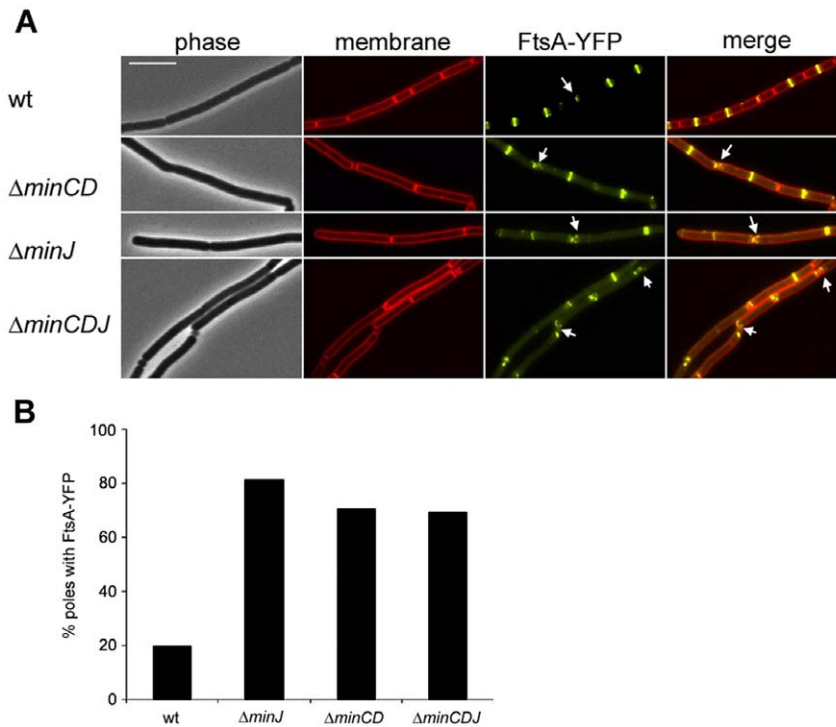 A
phase membrane FtsA-YFP merge
wt
ΔminCD
ΔminJ
ΔminCDJ
B
100
80
60
40
20
0
% poles with FtsA-YFP
wt ΔminJ ΔminCD ΔminCDJ